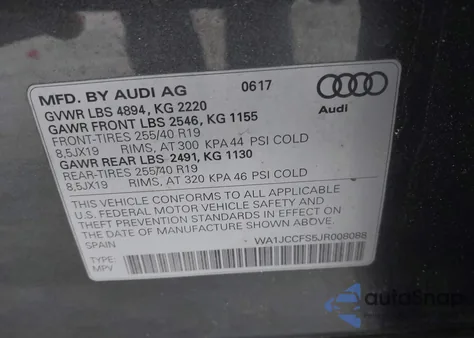 MFD. BY AUDI AG 0617
GVWR LBS 4894, KG 2220
GAWR FRONT LBS 2546, KG 1155
FRONT-TIRES 255/40 R19
8,5JX19 RIMS, AT 300 KPA 44 PSI COLD
GAWR REAR LBS 2491, KG 1130
REAR-TIRES 255/40 R19
8,5JX19 RIMS, AT 320 KPA 46 PSI COLD
Audi
THIS VEHICLE CONFORMS TO ALL APPLICABLE
U.S. FEDERAL MOTOR VEHICLE SAFETY AND
THEFT PREVENTION STANDARDS IN EFFECT ON
THE DATE OF MANUFACTURE SHOWN ABOVE.
SPAIN WA1JCCFS5JR008088
TYPE:
MPV
autoSnap